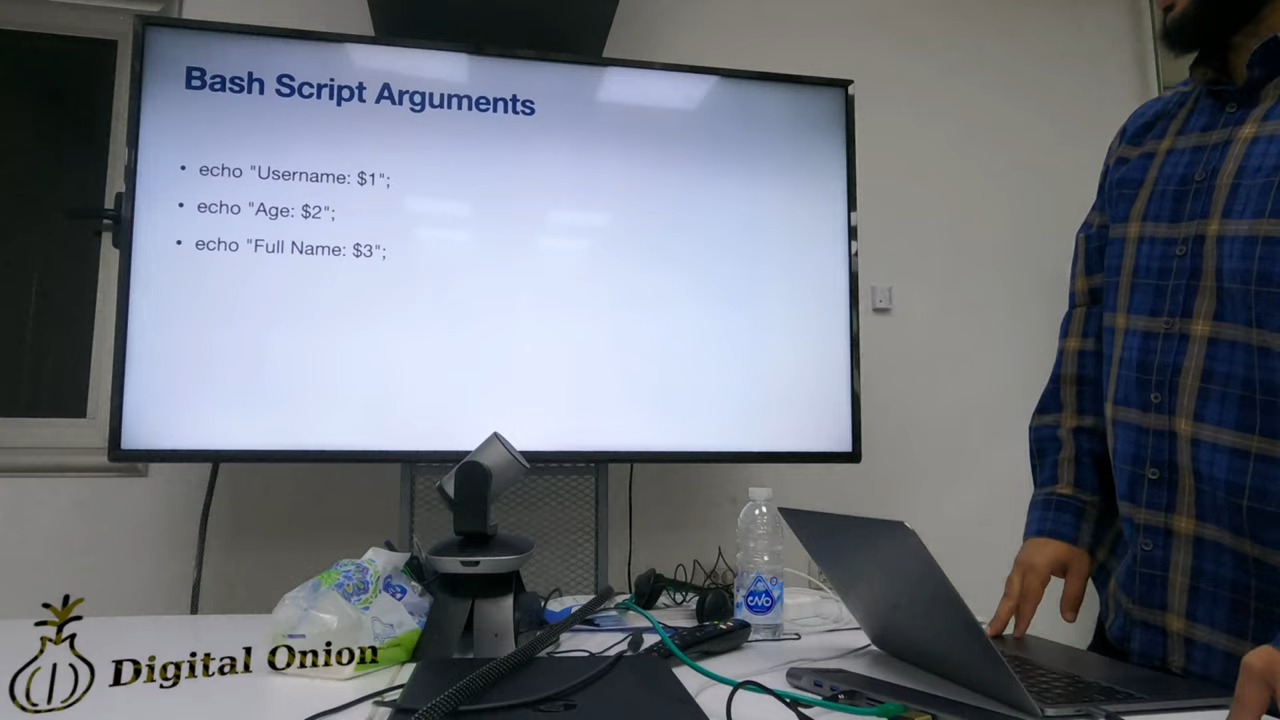 Bash Script Arguments
• echo "Username: $1";
• echo "Age: $2";
• echo "Full Name: $3";
Digital Onion